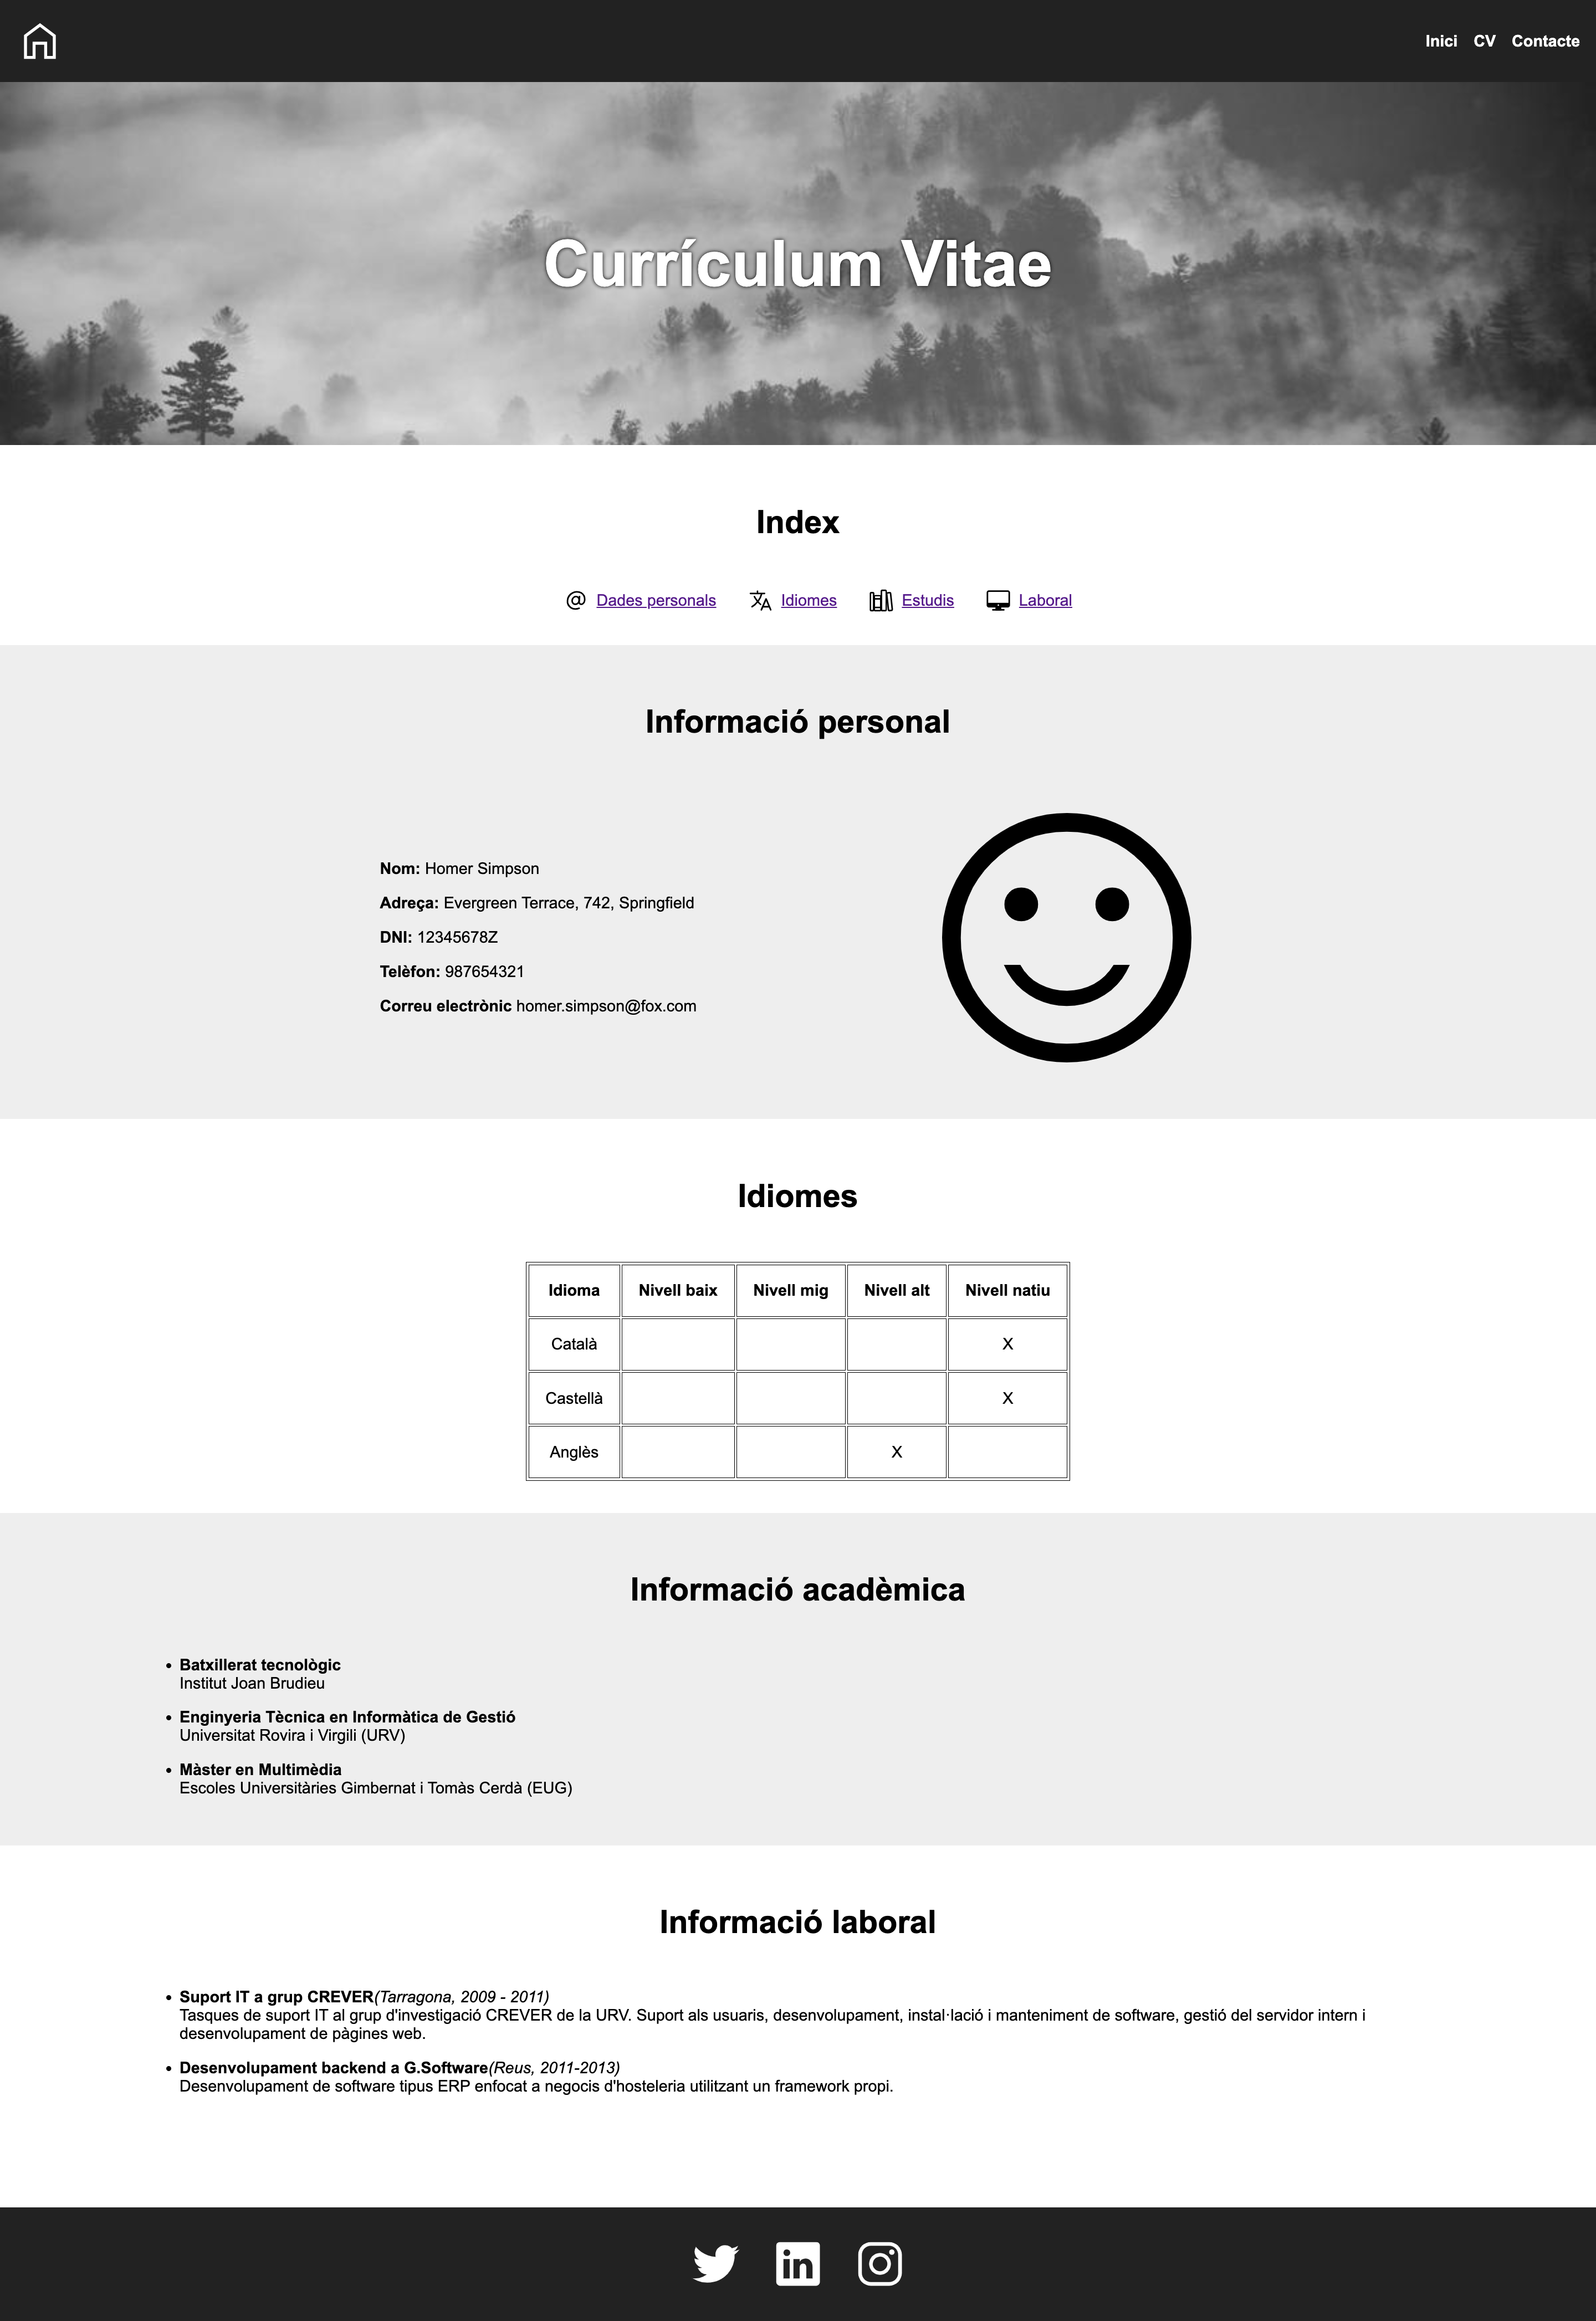 Inici CV Contacte
Currículum Vitae
Index
Dades personals Idiomes Estudis Laboral
Informació personal
Nom: Homer Simpson
Adreça: Evergreen Terrace, 742, Springfield
DNI: 12345678Z
Telèfon: 987654321
Correu electrònic homer.simpson@fox.com
Idiomes
Idioma Nivell baix Nivell mig Nivell alt Nivell natiu
Català X
Castellà X
Anglès X
Informació acadèmica
Batxillerat tecnològic
Institut Joan Brudieu
Enginyeria Tècnica en Informàtica de Gestió
Universitat Rovira i Virgili (URV)
Màster en Multimèdia
Escoles Universitàries Gimbernat i Tomàs Cerdà (EUG)
Informació laboral
Suport IT a grup CREVER(Tarragona, 2009 - 2011)
Tasques de suport IT al grup d'investigació CREVER de la URV. Suport als usuaris, desenvolupament, instal·lació i manteniment de software, gestió del servidor intern i
desenvolupament de pàgines web.
Desenvolupament backend a G.Software(Reus, 2011-2013)
Desenvolupament de software tipus ERP enfocat a negocis d'hosteleria utilitzant un framework propi.